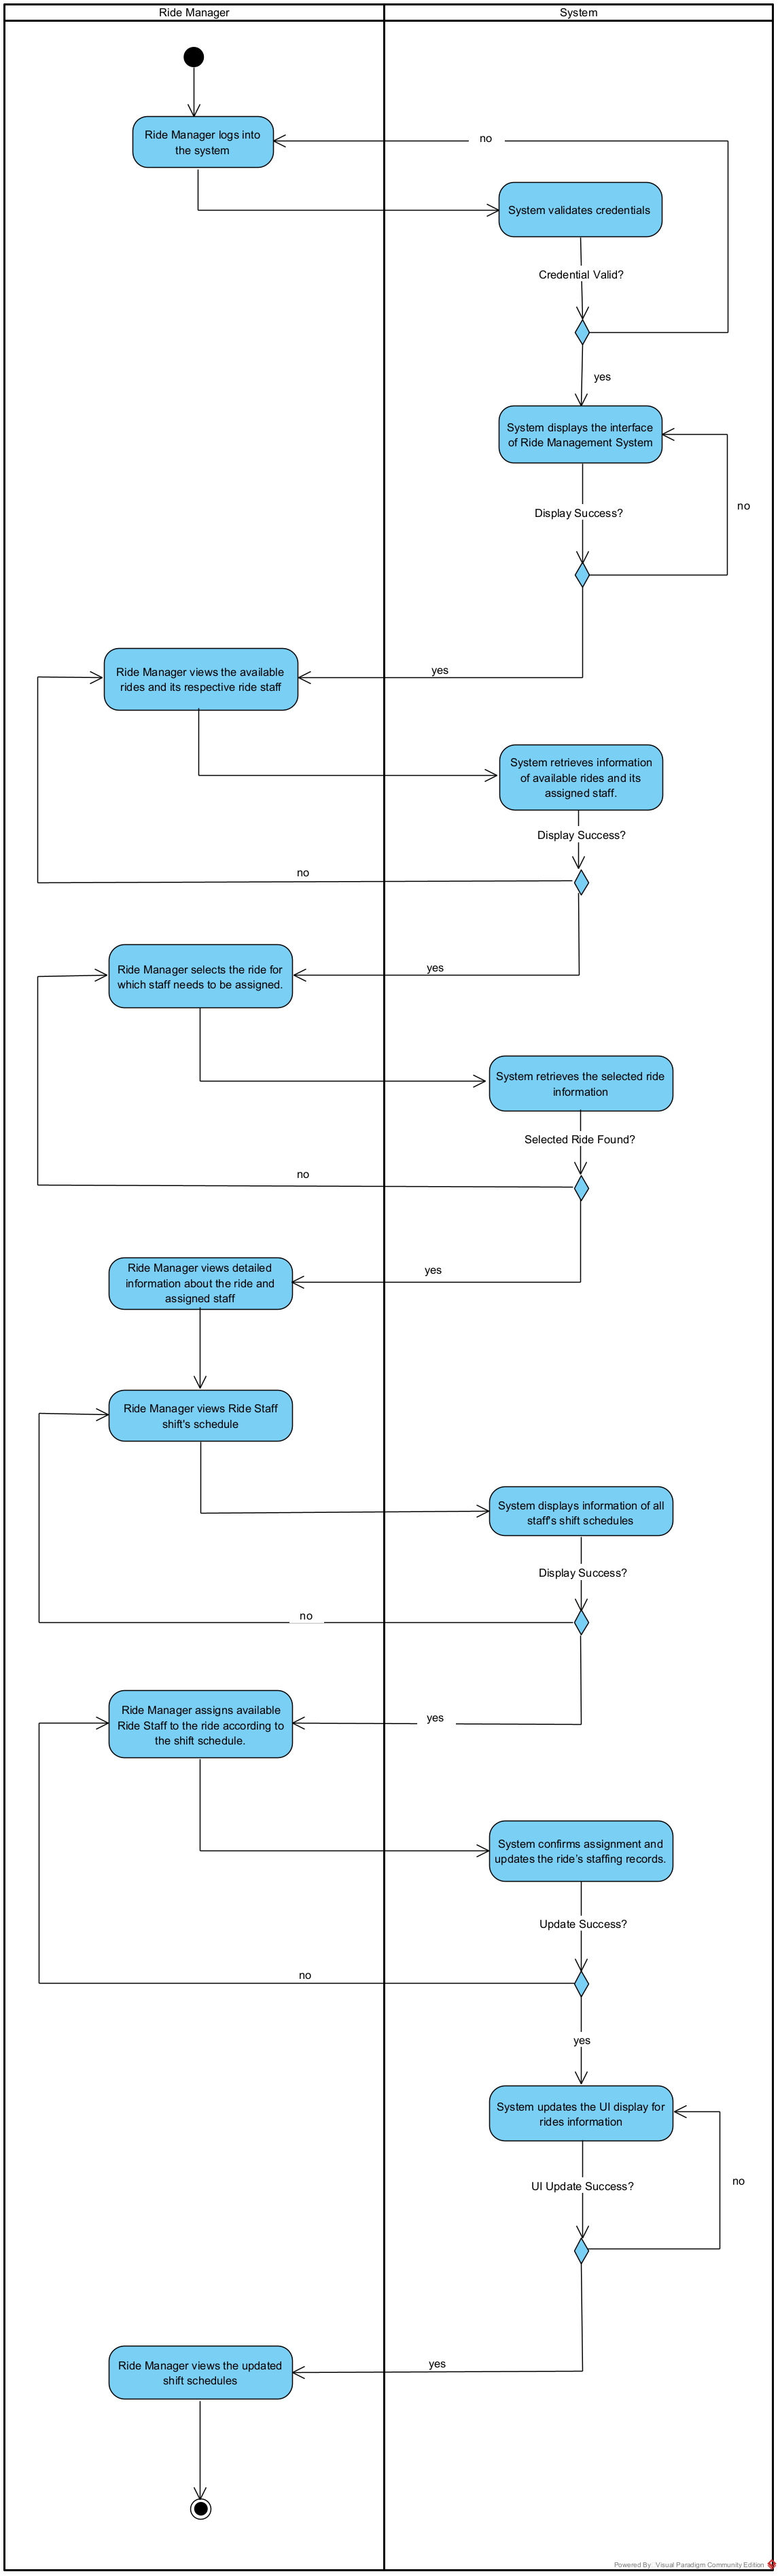 Ride Manager
System
Ride Manager logs into
the system
no
System validates credentials
Credential Valid?
yes
System displays the interface
of Ride Management System
Display Success?
no
Ride Manager views the available
rides and its respective ride staff
yes
System retrieves information
of available rides and its
assigned staff.
Display Success?
no
Ride Manager selects the ride for
which staff needs to be assigned.
yes
System retrieves the selected ride
information
Selected Ride Found?
no
Ride Manager views detailed
information about the ride and
assigned staff
yes
Ride Manager views Ride Staff
shift's schedule
System displays information of all
staff's shift schedules
Display Success?
no
Ride Manager assigns available
Ride Staff to the ride according to
the shift schedule.
yes
System confirms assignment and
updates the ride's staffing records.
Update Success?
no
yes
System updates the UI display for
rides information
UI Update Success?
no
Ride Manager views the updated
shift schedules
yes
Powered By Visual Paradigm Community Edition